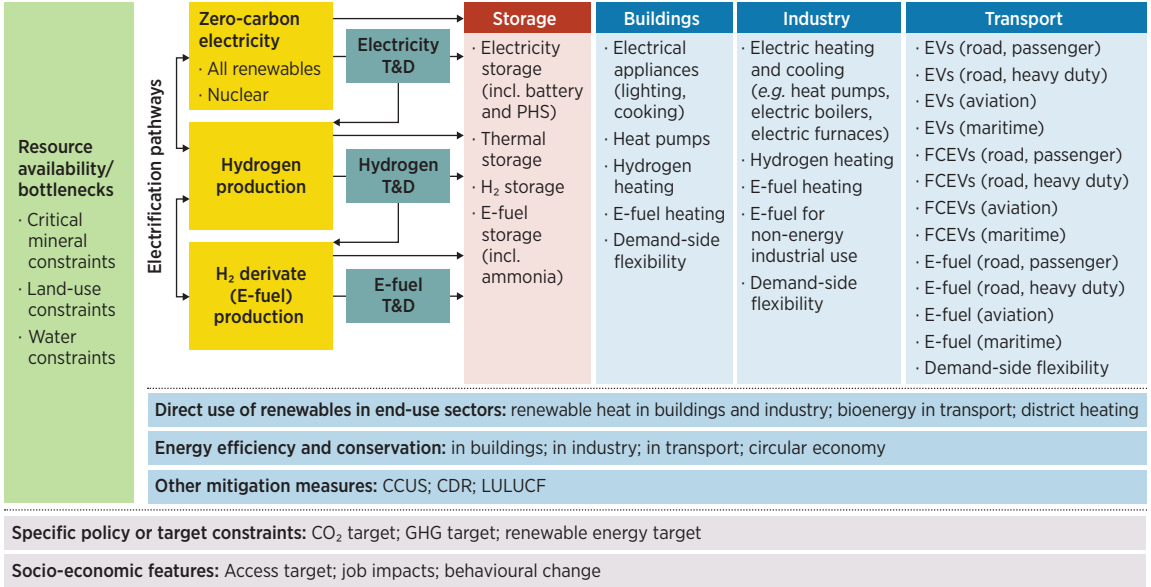 Resource
availability/
bottlenecks
· Critical
mineral
constraints
· Land-use
constraints
· Water
constraints
Electrification pathways
Zero-carbon
electricity
· All renewables
· Nuclear
Electricity
T&D
Hydrogen
production
Hydrogen
T&D
H₂ derivate
(E-fuel)
production
E-fuel
T&D
Storage
· Electricity
storage
(incl. battery
and PHS)
· Thermal
storage
· H₂ storage
· E-fuel
storage
(incl.
ammonia)
Buildings
· Electrical
appliances
(lighting,
cooking)
· Heat pumps
· Hydrogen
heating
· E-fuel heating
· Demand-side
flexibility
Industry
· Electric heating
and cooling
(e.g. heat pumps,
electric boilers,
electric furnaces)
· Hydrogen heating
· E-fuel heating
· E-fuel for
non-energy
industrial use
· Demand-side
flexibility
Transport
· EVs (road, passenger)
· EVs (road, heavy duty)
· EVs (aviation)
· EVs (maritime)
· FCEVs (road, passenger)
· FCEVs (road, heavy duty)
· FCEVs (aviation)
· FCEVs (maritime)
· E-fuel (road, passenger)
· E-fuel (road, heavy duty)
· E-fuel (aviation)
· E-fuel (maritime)
· Demand-side flexibility
Direct use of renewables in end-use sectors: renewable heat in buildings and industry; bioenergy in transport; district heating
Energy efficiency and conservation: in buildings; in industry; in transport; circular economy
Other mitigation measures: CCUS; CDR; LULUCF
Specific policy or target constraints: CO₂ target; GHG target; renewable energy target
Socio-economic features: Access target; job impacts; behavioural change